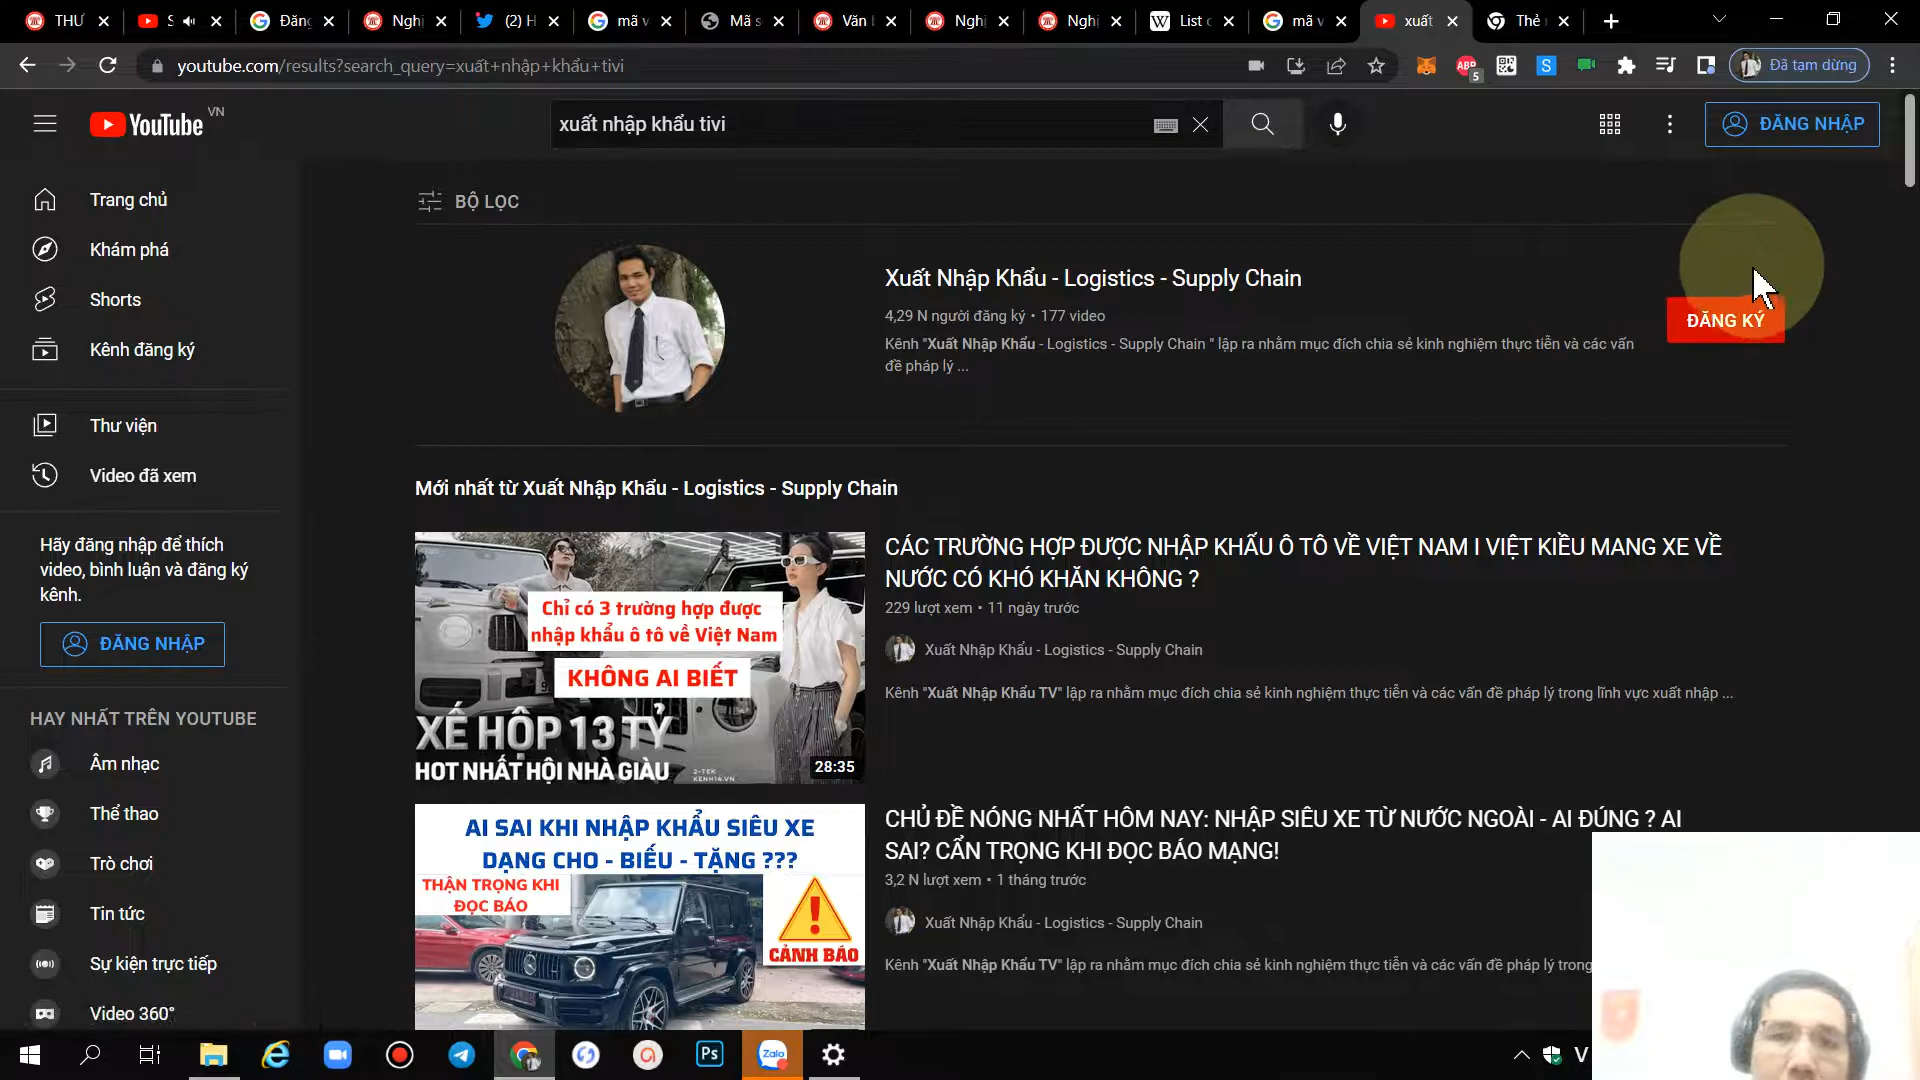 THƯ
S
Đăng
Nghị
(2) H
mã v
Mã s
Văn b
Nghị
Nghị
List o
mã v
xuất
Thẻ
youtube.com/results?search_query=xuất+nhập+khẩu+tivi
ABP
5
S
Đã tạm dừng
YouTube VN
xuất nhập khẩu tivi
ĐĂNG NHẬP
Trang chủ
Khám phá
Shorts
Kênh đăng ký
Thư viện
Video đã xem
Hãy đăng nhập để thích
video, bình luận và đăng ký
kênh.
ĐĂNG NHẬP
HAY NHẤT TRÊN YOUTUBE
Âm nhạc
Thể thao
Trò chơi
Tin tức
Sự kiện trực tiếp
Video 360°
BỘ LỌC
Xuất Nhập Khẩu - Logistics - Supply Chain
4,29 N người đăng ký • 177 video
Kênh "Xuất Nhập Khẩu - Logistics - Supply Chain " lập ra nhằm mục đích chia sẻ kinh nghiệm thực tiễn và các vấn
đề pháp lý ...
ĐĂNG KÝ
Mới nhất từ Xuất Nhập Khẩu - Logistics - Supply Chain
Chỉ có 3 trường hợp được
nhập khẩu ô tô về Việt Nam
KHÔNG AI BIẾT
XẾ HỘP 13 TỶ
HOT NHẤT HỘI NHÀ GIÀU
2-TEK
KENH14.VN
28:35
CÁC TRƯỜNG HỢP ĐƯỢC NHẬP KHẨU Ô TÔ VỀ VIỆT NAM I VIỆT KIỀU MANG XE VỀ
NƯỚC CÓ KHÓ KHĂN KHÔNG ?
229 lượt xem • 11 ngày trước
Xuất Nhập Khẩu - Logistics - Supply Chain
Kênh "Xuất Nhập Khẩu TV" lập ra nhằm mục đích chia sẻ kinh nghiệm thực tiễn và các vấn đề pháp lý trong lĩnh vực xuất nhập ...
AI SAI KHI NHẬP KHẨU SIÊU XE
DẠNG CHO - BIẾU - TẶNG ???
THẬN TRỌNG KHI
ĐỌC BÁO
CẢNH BÁO
CHỦ ĐỀ NÓNG NHẤT HÔM NAY: NHẬP SIÊU XE TỪ NƯỚC NGOÀI - AI ĐÚNG ? AI
SAI? CẨN TRỌNG KHI ĐỌC BÁO MẠNG!
3,2 N lượt xem • 1 tháng trước
Xuất Nhập Khẩu - Logistics - Supply Chain
Kênh "Xuất Nhập Khẩu TV" lập ra nhằm mục đích chia sẻ kinh nghiệm thực tiễn và các vấn đề pháp lý trong
Ps
Zalo
V